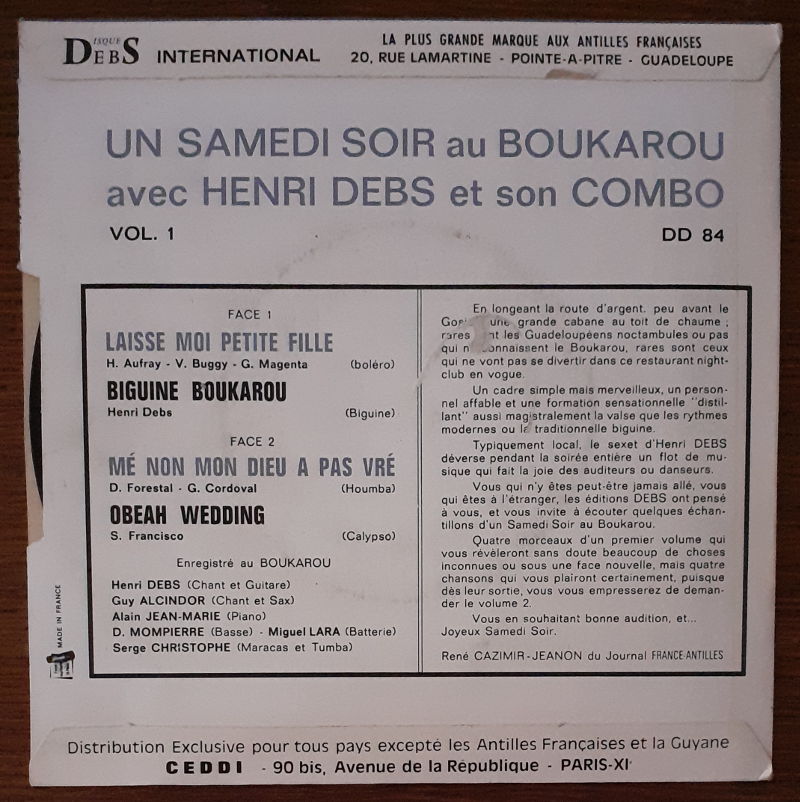 DISQUE DEBS INTERNATIONAL
LA PLUS GRANDE MARQUE AUX ANTILLES FRANÇAISES
20, RUE LAMARTINE - POINTE-A-PITRE - GUADELOUPE
UN SAMEDI SOIR au BOUKAROU
avec HENRI DEBS et son COMBO
VOL. 1
DD 84
FACE 1
LAISSE MOI PETITE FILLE
H. Aufray - V. Buggy - G. Magenta (boléro)
BIGUINE BOUKAROU
Henri Debs (Biguine)
FACE 2
MÉ NON MON DIEU A PAS VRÉ
D. Forestal - G. Cordoval (Houmba)
OBEAH WEDDING
S. Francisco (Calypso)
Enregistré au BOUKAROU
Henri DEBS (Chant et Guitare)
Guy ALCINDOR (Chant et Sax)
Alain JEAN-MARIE (Piano)
D. MOMPIERRE (Basse) - Miguel LARA (Batterie)
Serge CHRISTOPHE (Maracas et Tumba)
En longeant la route d'argent, peu avant le
une grande cabane au toit de chaume ;
rares les Guadeloupéens noctambules ou pas
qui connaissent le Boukarou, rares sont ceux
qui ne vont pas se divertir dans ce restaurant night-
club en vogue.
Un cadre simple mais merveilleux, un person-
nel affable et une formation sensationnelle "distil-
lant" aussi magistralement la valse que les rythmes
modernes ou la traditionnelle biguine.
Typiquement local, le sexet d'Henri DEBS
déverse pendant la soirée entière un flot de mu-
sique qui fait la joie des auditeurs ou danseurs.
Vous qui n'y êtes peut-être jamais allé, vous
qui êtes à l'étranger, les éditions DEBS ont pensé
à vous, et vous invite à écouter quelques échan-
tillons d'un Samedi Soir au Boukarou.
Quatre morceaux d'un premier volume qui
vous révèleront sans doute beaucoup de choses
inconnues ou sous une face nouvelle, mais quatre
chansons qui vous plairont certainement, puisque
dès leur sortie, vous vous empresserez de deman-
der le volume 2.
Vous en souhaitant bonne audition, et...
Joyeux Samedi Soir.
René CAZIMIR-JEANON du Journal FRANCE-ANTILLES
MADE IN FRANCE
Distribution Exclusive pour tous pays excepté les Antilles Françaises et la Guyane
CEDDI - 90 bis, Avenue de la République - PARIS-XI